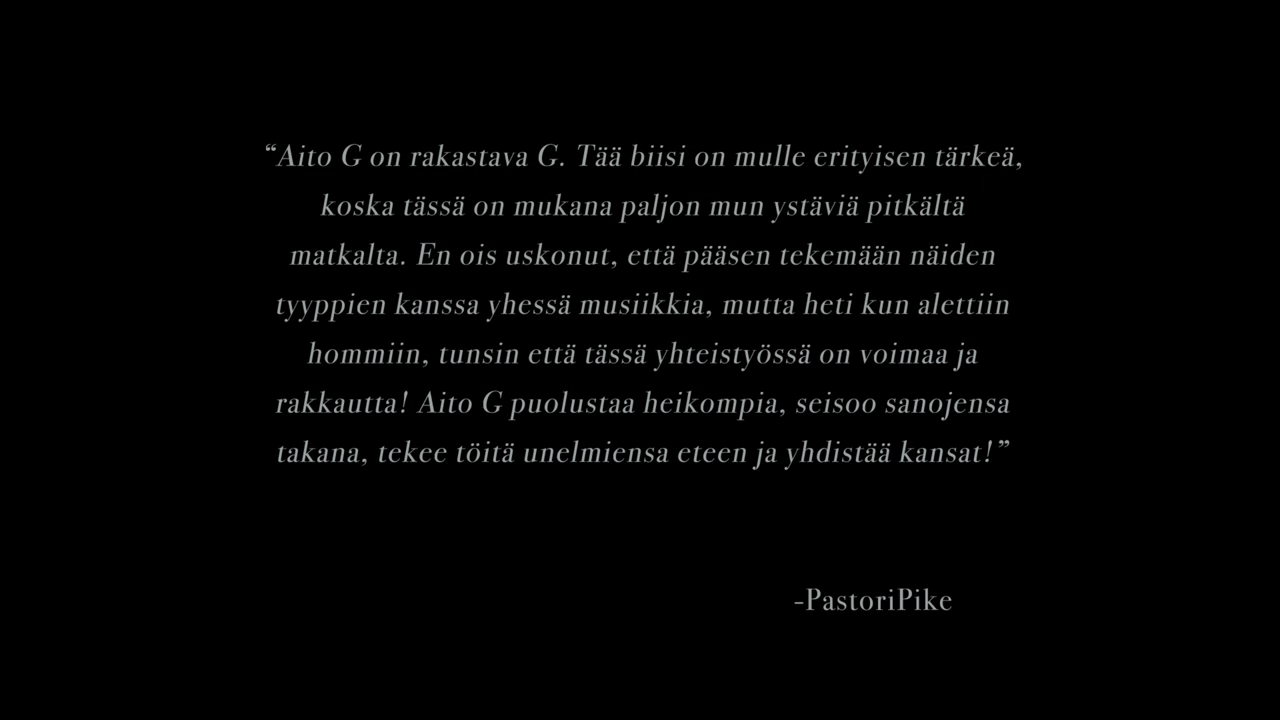 “Aito G on rakastava G. Tää biisi on mulle erityisen tärkeä,
koska tässä on mukana paljon mun ystäviä pitkältä
matkalta. En ois uskonut, että pääsen tekemään näiden
tyyppien kanssa yhessä musiikkia, mutta heti kun alettiin
hommiin, tunsin että tässä yhteistyössä on voimaa ja
rakkautta! Aito G puolustaa heikompia, seisoo sanojensa
takana, tekee töitä unelmiensa eteen ja yhdistää kansat!”
-PastoriPike